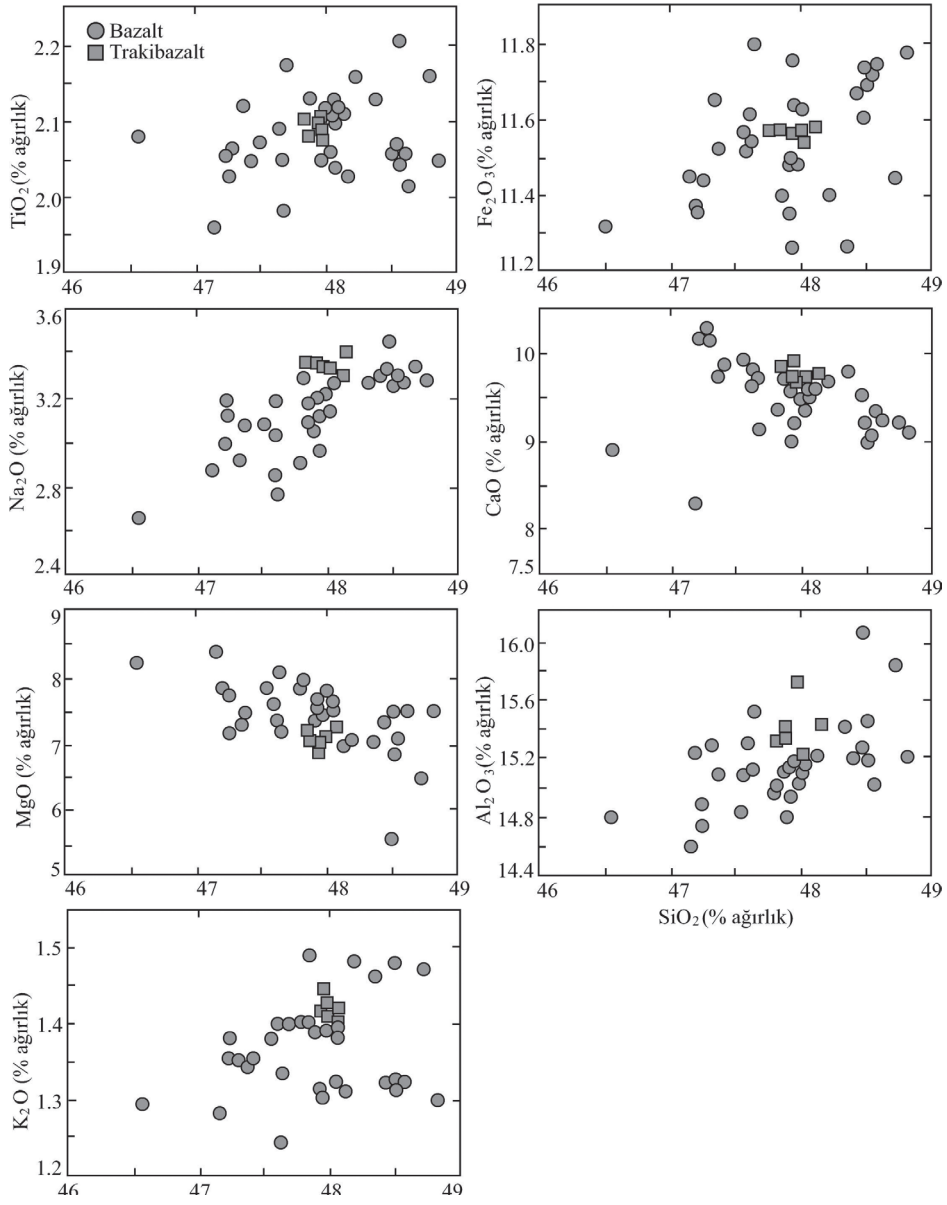 TiO₂ (% ağırlık)
2.2
2.1
2.0
1.9
Bazalt
Trakibazalt
46 47 48 49
Fe₂O₃ (% ağırlık)
11.8
11.6
11.4
11.2
46 47 48 49
Na₂O (% ağırlık)
3.6
3.2
2.8
2.4
46 47 48 49
CaO (% ağırlık)
10
9
8
7.5
46 47 48 49
MgO (% ağırlık)
9
8
7
6
5
46 47 48 49
Al₂O₃ (% ağırlık)
16.0
15.6
15.2
14.8
14.4
46 47 48 49
SiO₂ (% ağırlık)
K₂O (% ağırlık)
1.5
1.4
1.3
1.2
46 47 48 49